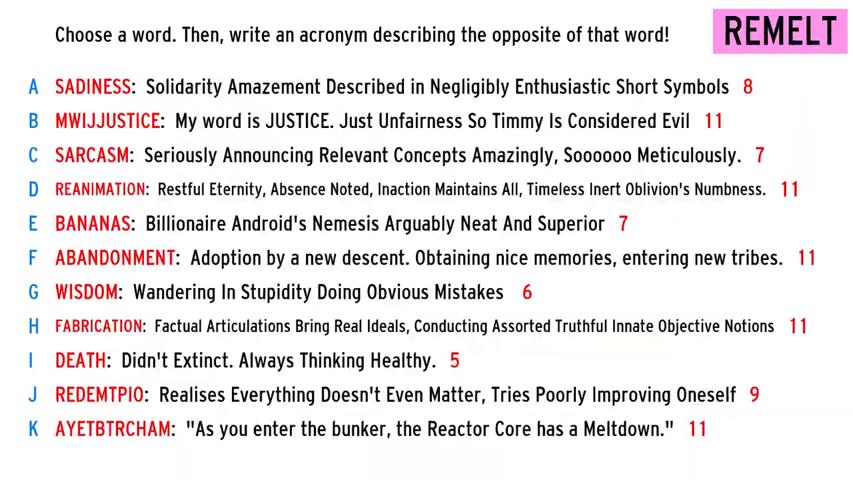 Choose a word. Then, write an acronym describing the opposite of that word!
REMELT
A SADINESS: Solidarity Amazement Described in Negligibly Enthusiastic Short Symbols 8
B MWIJJUSTICE: My word is JUSTICE. Just Unfairness So Timmy Is Considered Evil 11
C SARCASM: Seriously Announcing Relevant Concepts Amazingly, Soooooo Meticulously. 7
D REANIMATION: Restful Eternity, Absence Noted, Inaction Maintains All, Timeless Inert Oblivion's Numbness. 11
E BANANAS: Billionaire Android's Nemesis Arguably Neat And Superior 7
F ABANDONMENT: Adoption by a new descent. Obtaining nice memories, entering new tribes. 11
G WISDOM: Wandering In Stupidity Doing Obvious Mistakes 6
H FABRICATION: Factual Articulations Bring Real Ideals, Conducting Assorted Truthful Innate Objective Notions 11
I DEATH: Didn't Extinct. Always Thinking Healthy. 5
J REDEMTPIO: Realises Everything Doesn't Even Matter, Tries Poorly Improving Oneself 9
K AYETBTRCHAM: "As you enter the bunker, the Reactor Core has a Meltdown." 11